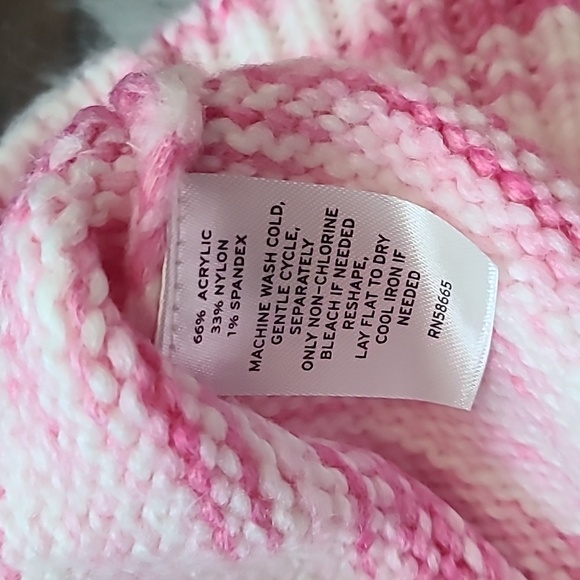 66% ACRYLIC
33% NYLON
1% SPANDEX
MACHINE WASH COLD,
GENTLE CYCLE,
SEPARATELY
ONLY NON-CHLORINE
BLEACH IF NEEDED
RESHAPE,
LAY FLAT TO DRY
COOL IRON IF
NEEDED
RN58665